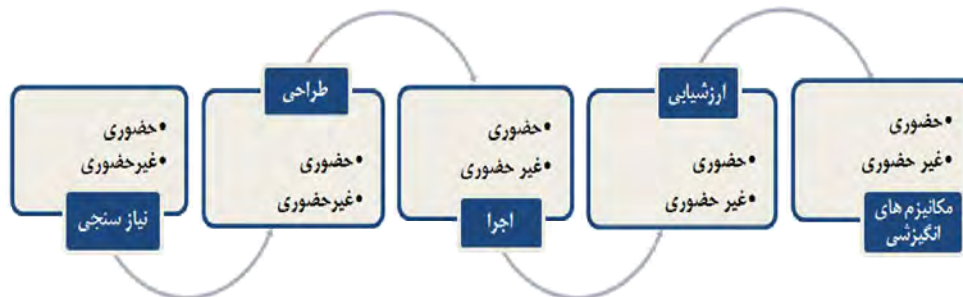 •حضوری
•غیرحضوری
نیاز سنجی
طراحی
•حضوری
•غیرحضوری
•حضوری
•غیر حضوری
اجرا
ارزشیابی
•حضوری
•غیر حضوری
•حضوری
•غیر حضوری
مکانیزم های
انگیزشی